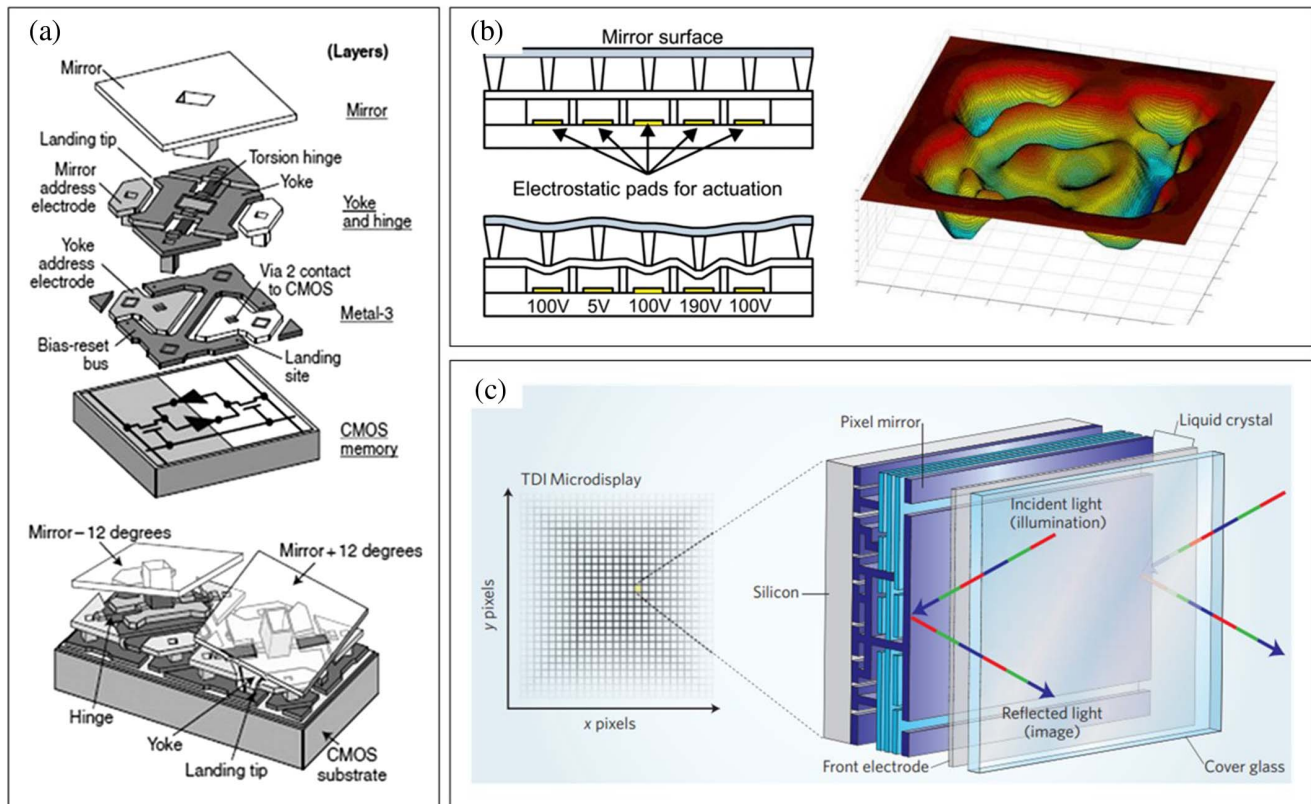 (a)
(Layers)
Mirror
Mirror
Landing tip
Torsion hinge
Mirror
address
electrode
Yoke
Yoke
and hinge
Yoke
address
electrode
Via 2 contact
to CMOS
Metal-3
Bias-reset
bus
Landing
site
CMOS
memory
Mirror – 12 degrees
Mirror + 12 degrees
Hinge
Yoke
Landing tip
CMOS
substrate
(b)
Mirror surface
Electrostatic pads for actuation
100V 5V 100V 190V 100V
(c)
TDI Microdisplay
y pixels
x pixels
Pixel mirror
Liquid crystal
Incident light
(illumination)
Silicon
Reflected light
(image)
Front electrode
Cover glass